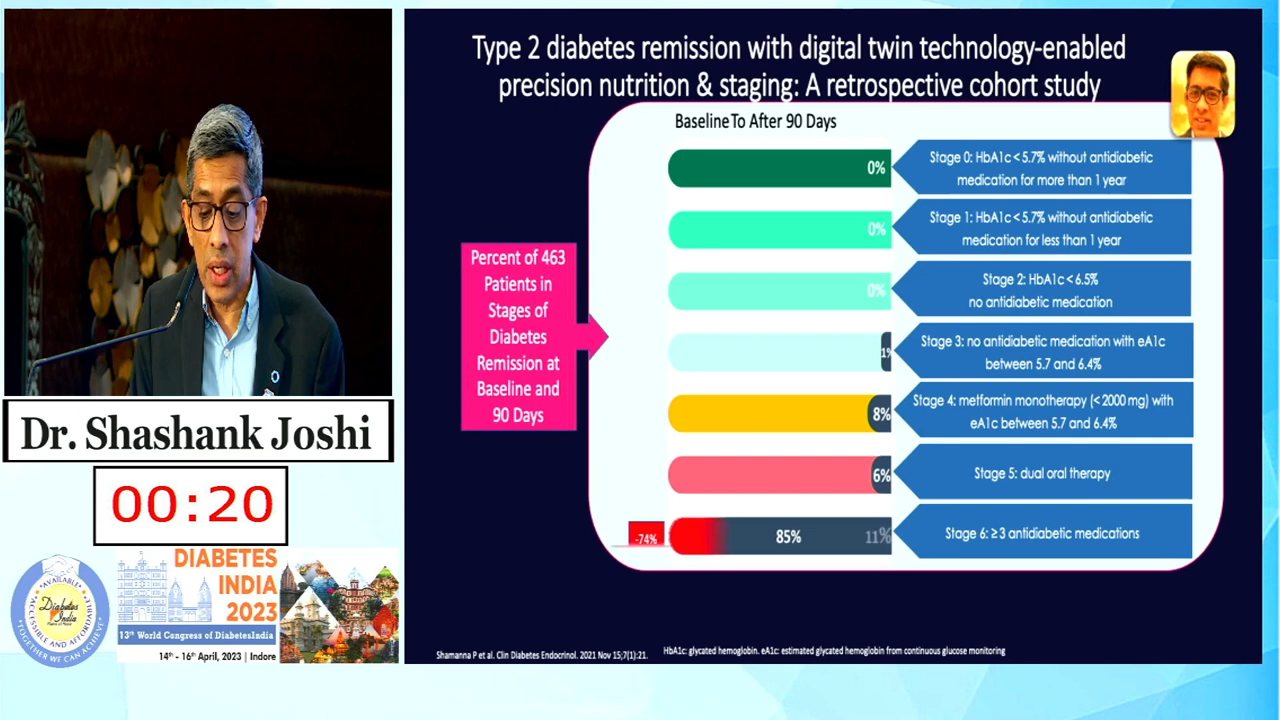 Type 2 diabetes remission with digital twin technology-enabled
precision nutrition & staging: A retrospective cohort study
Baseline To After 90 Days
Percent of 463
Patients in
Stages of
Diabetes
Remission at
Baseline and
90 Days
0%
Stage 0: HbA1c < 5.7% without antidiabetic
medication for more than 1 year
0%
Stage 1: HbA1c < 5.7% without antidiabetic
medication for less than 1 year
0%
Stage 2: HbA1c < 6.5%
no antidiabetic medication
1%
Stage 3: no antidiabetic medication with eA1c
between 5.7 and 6.4%
8%
Stage 4: metformin monotherapy (< 2000 mg) with
eA1c between 5.7 and 6.4%
6%
Stage 5: dual oral therapy
-74%
85%
11%
Stage 6: ≥ 3 antidiabetic medications
Shamanna P et al. Clin Diabetes Endocrinol. 2021 Nov 15;7(1):21.
HbA1c: glycated hemoglobin. eA1c: estimated glycated hemoglobin from continuous glucose monitoring
Dr. Shashank Joshi
00:20
AVAILABLE
ACCESSIBLE AND AFFORDABLE
Diabetes
India
TOGETHER WE CAN ACHIEVE
DIABETES
INDIA
2023
13th World Congress of DiabetesIndia
14th - 16th April, 2023 | Indore